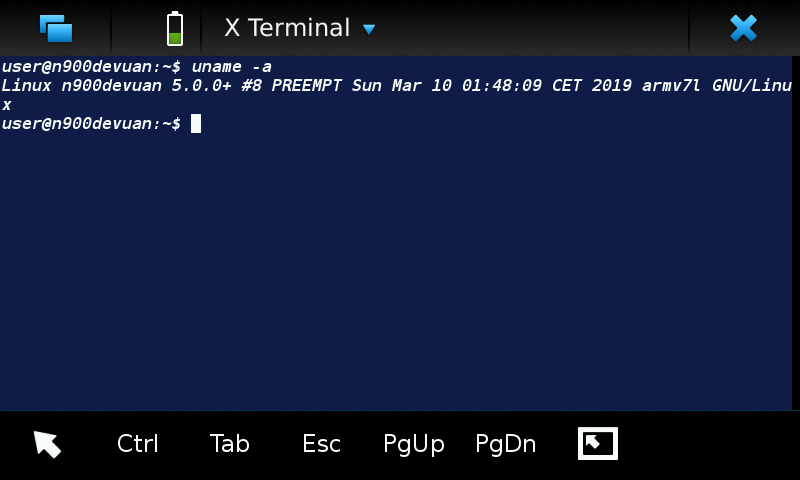 X Terminal
user@n900devuan:~$ uname -a
Linux n900devuan 5.0.0+ #8 PREEMPT Sun Mar 10 01:48:09 CET 2019 armv7l GNU/Linu
x
user@n900devuan:~$
Ctrl Tab Esc PgUp PgDn